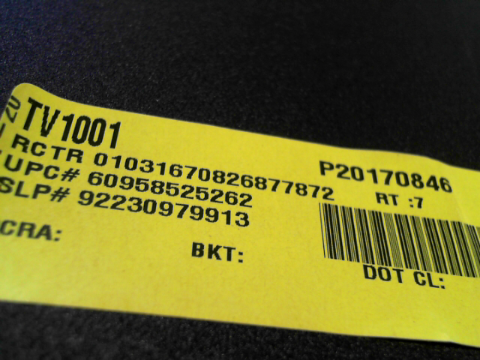 TV1001
RCTR 01031670826877872
P20170846
UPC# 60958525262
RT :7
SLP# 92230979913
CRA:
BKT:
DOT CL: